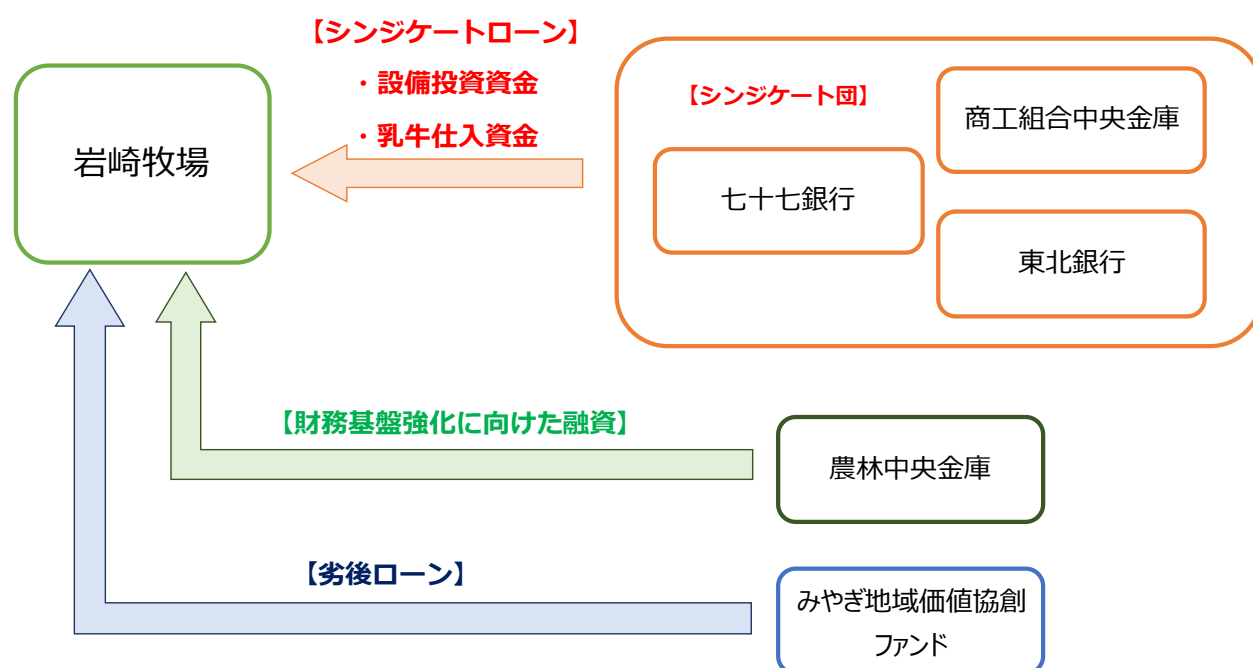 【シンジケートローン】
・設備投資資金
・乳牛仕入資金
岩崎牧場
【シンジケート団】
商工組合中央金庫
七十七銀行
東北銀行
【財務基盤強化に向けた融資】
農林中央金庫
【劣後ローン】
みやぎ地域価値協創
ファンド